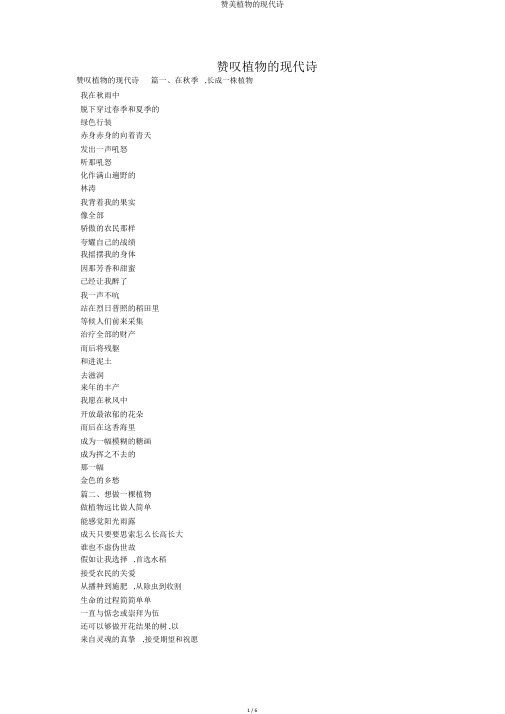 赞美植物的现代诗
赞叹植物的现代诗
赞叹植物的现代诗 篇一、在秋季 ,长成一株植物
我在秋雨中
脱下穿过春季和夏季的
绿色行装
赤身赤身的向着青天
发出一声吼怒
听那吼怒
化作满山遍野的
林涛
我背着我的果实
像全部
骄傲的农民那样
夸耀自己的战绩
我摇摆我的身体
因那芳香和甜蜜
已经让我醉了
我一声不吭
站在烈日普照的稻田里
等候人们前来采集
治疗全部的财产
而后将残躯
和进泥土
去滋润
来年的丰产
我愿在秋风中
开放最浓郁的花朵
而后在这香海里
成为一幅模糊的糖画
成为挥之不去的
那一幅
金色的乡愁
篇二、想做一棵植物
做植物远比做人简单
能感觉阳光雨露
成天只要要思索怎么长高长大
谁也不虚伪世故
假如让我选择 ,首选水稻
接受农民的关爱
从播种到施肥 ,从除虫到收割
生命的过程简简单单
一直与惦念或崇拜为伍
还可以够做开花结果的树 ,以
来自灵魂的真挚 ,接受期望和祝愿
1 / 6